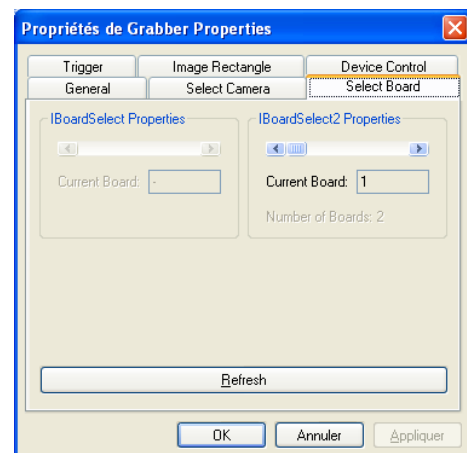 Propriétés de Grabber Properties
Trigger Image Rectangle Device Control
General Select Camera Select Board
IBoardSelect Properties
Current Board: -
IBoardSelect2 Properties
Current Board: 1
Number of Boards: 2
Refresh
OK Annuler Appliquer